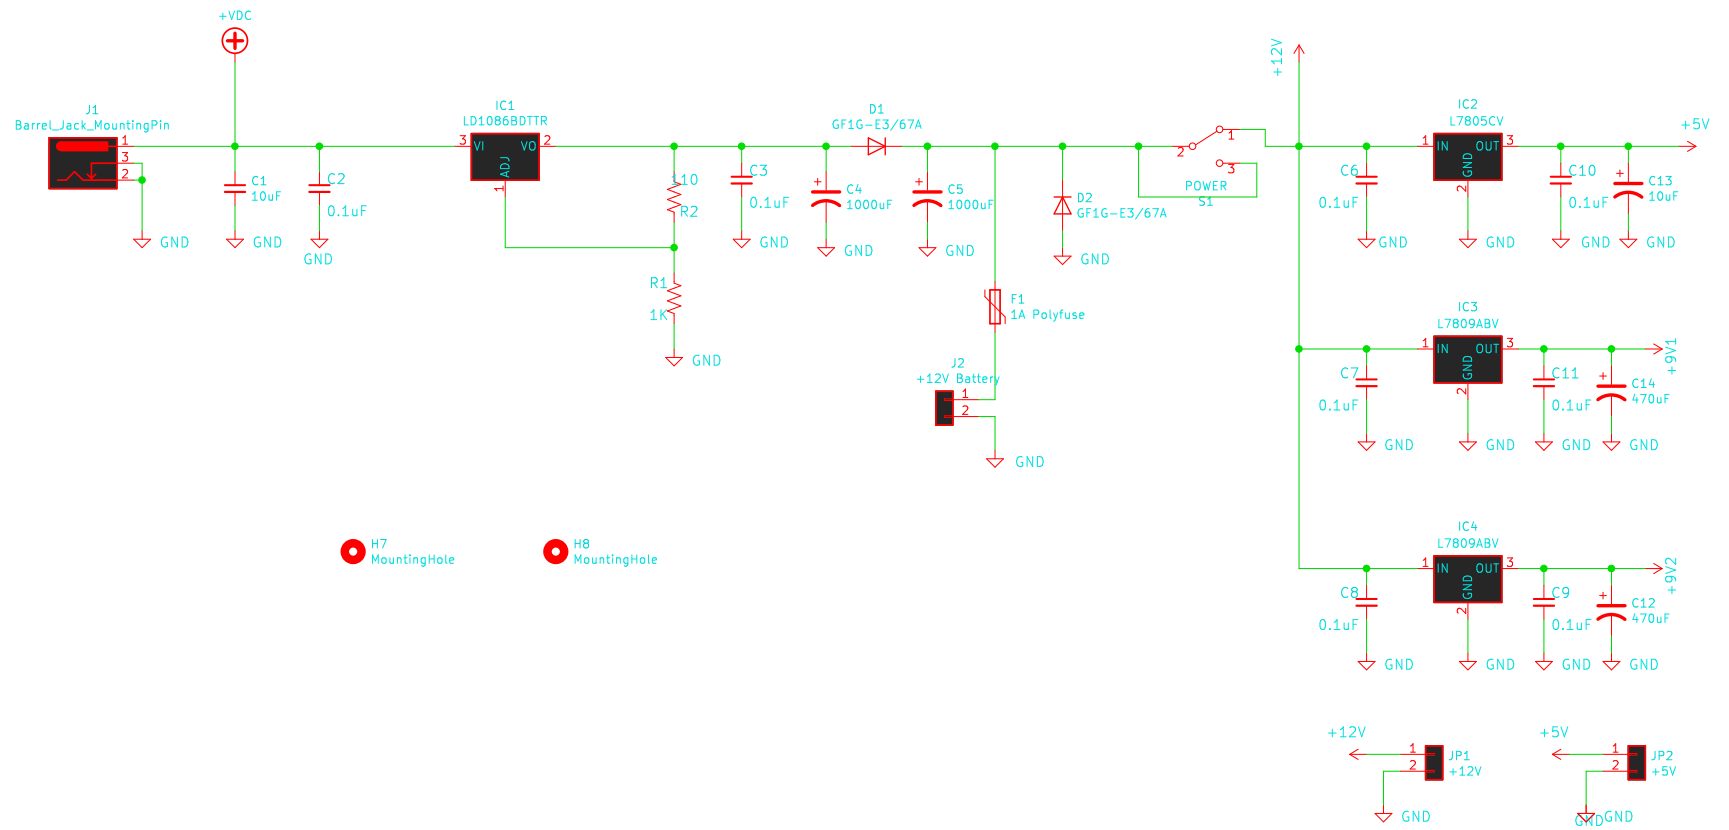 +VDC
J1
Barrel_Jack_MountingPin
1
3
2
GND
C1
10uF
GND
C2
0.1uF
GND
IC1
LD1086BDTTR
3
VI
VO
2
ADJ
1
110
R2
R1
1K
GND
C3
0.1uF
GND
D1
GF1G-E3/67A
+
C4
1000uF
GND
+
C5
1000uF
GND
F1
1A Polyfuse
J2
+12V Battery
1
2
GND
D2
GF1G-E3/67A
GND
2
1
3
POWER
S1
+12V
IC2
L7805CV
1
IN
OUT
3
GND
2
C6
0.1uF
GND
GND
C10
0.1uF
GND
+
C13
10uF
GND
+5V
IC3
L7809ABV
1
IN
OUT
3
GND
2
C7
0.1uF
GND
GND
C11
0.1uF
GND
+
C14
470uF
GND
+9V1
IC4
L7809ABV
1
IN
OUT
3
GND
2
C8
0.1uF
GND
GND
C9
0.1uF
GND
+
C12
470uF
GND
+9V2
H7
MountingHole
H8
MountingHole
+12V
1
2
JP1
+12V
GND
+5V
1
2
JP2
+5V
GND
GND